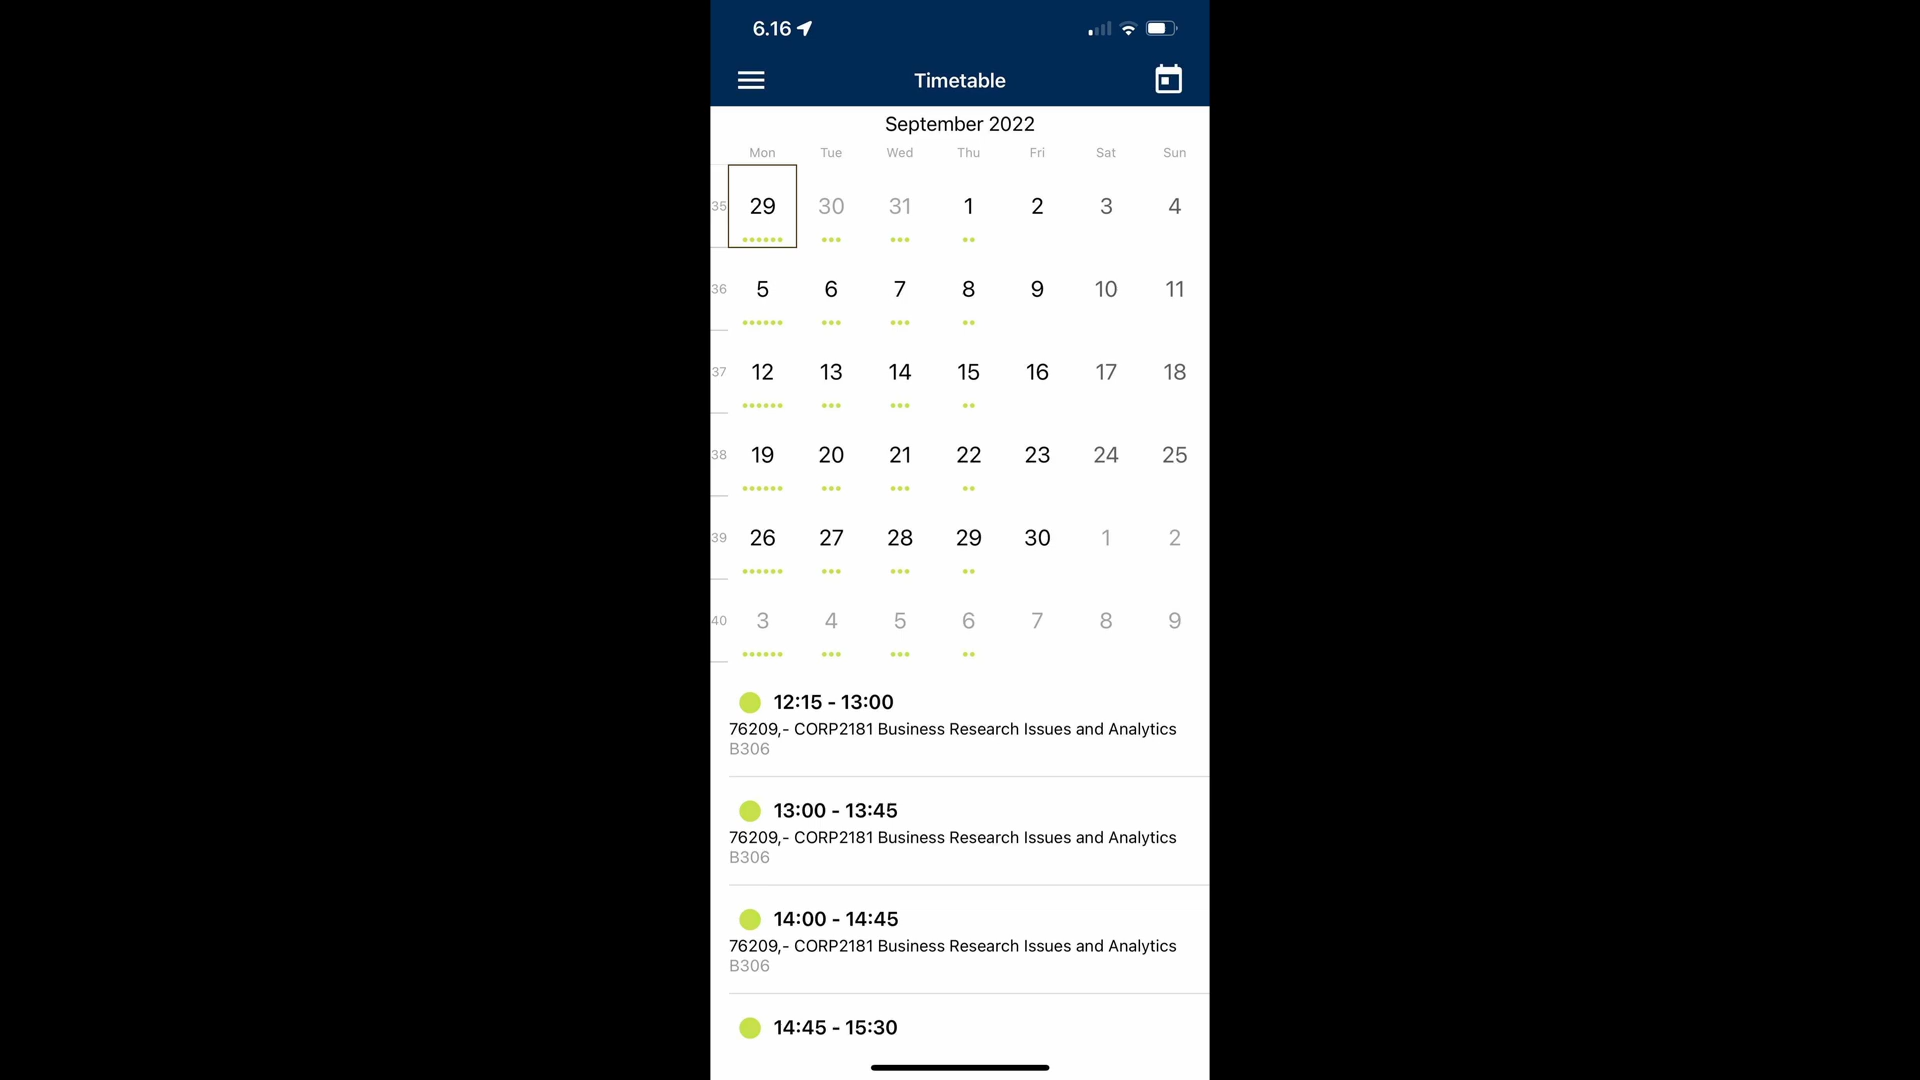 6.16
Timetable
September 2022
Mon Tue Wed Thu Fri Sat Sun
35 29 30 31 1 2 3 4
36 5 6 7 8 9 10 11
37 12 13 14 15 16 17 18
38 19 20 21 22 23 24 25
39 26 27 28 29 30 1 2
40 3 4 5 6 7 8 9
12:15 - 13:00
76209,- CORP2181 Business Research Issues and Analytics
B306
13:00 - 13:45
76209,- CORP2181 Business Research Issues and Analytics
B306
14:00 - 14:45
76209,- CORP2181 Business Research Issues and Analytics
B306
14:45 - 15:30